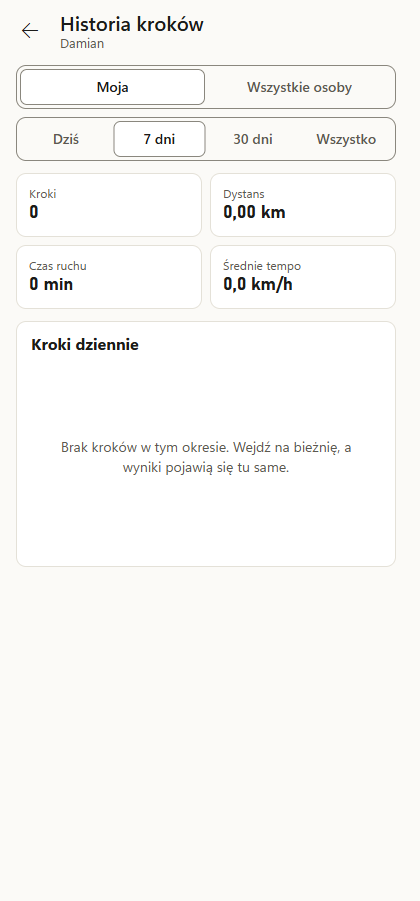 Historia kroków
Damian
Moja
Wszystkie osoby
Dziś
7 dni
30 dni
Wszystko
Kroki
0
Dystans
0,00 km
Czas ruchu
0 min
Średnie tempo
0,0 km/h
Kroki dziennie
Brak kroków w tym okresie. Wejdź na bieżnię, a
wyniki pojawią się tu same.